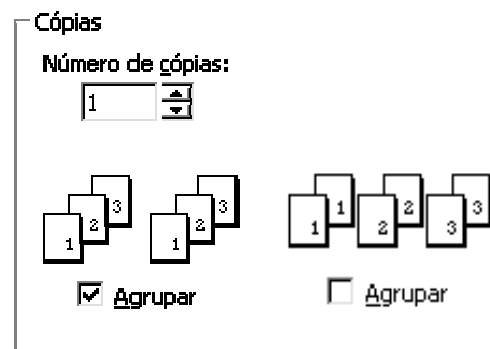 Cópias
Número de cópias:
1
3 3
2 2 1 2 3
1 1 1 2 3
Agrupar Agrupar